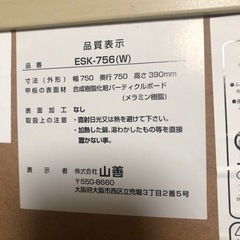 品質表示
品番 ESK-756(W)
寸法(外形) 幅750 奥行750 高さ390mm
甲板の表面材 合成樹脂化粧パーティクルボード
(メラミン樹脂)
表面加工 なし
取扱上の注意 ・直射日光又は熱を避けて下さい。
・加熱した鍋、湯わかしたもの等を直接
置かない事。
株式会社 山善
〒550-8660
大阪府大阪市西区立売堀3丁目2番5号